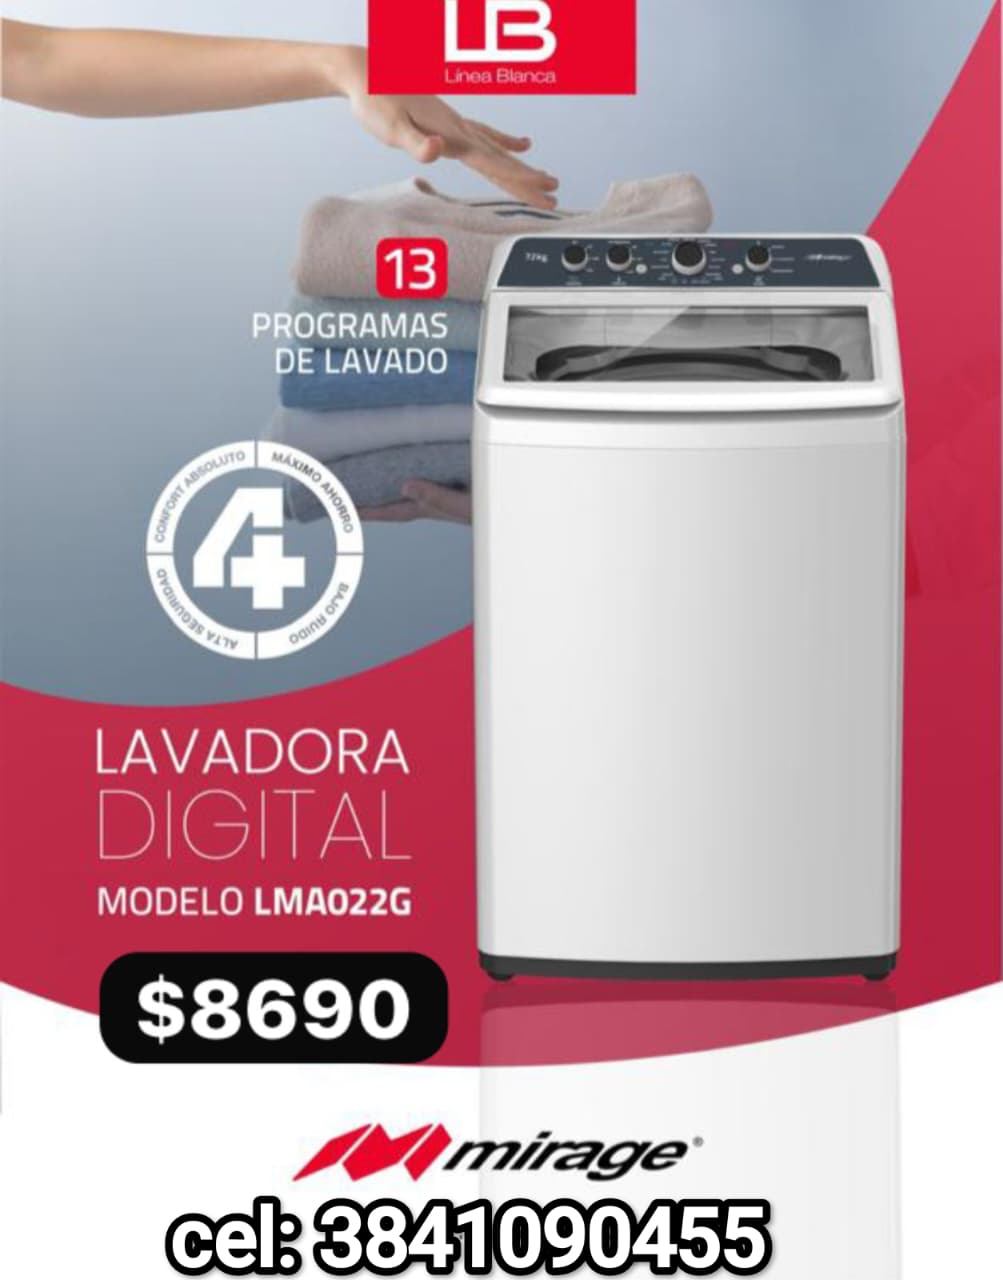 LB
Línea Blanca
13
PROGRAMAS
DE LAVADO
CONFORT ABSOLUTO
MÁXIMO AHORRO
4+
ALTA SEGURIDAD
BAJO RUIDO
LAVADORA
DIGITAL
MODELO LMA022G
$8690
mirage®
cel: 3841090455